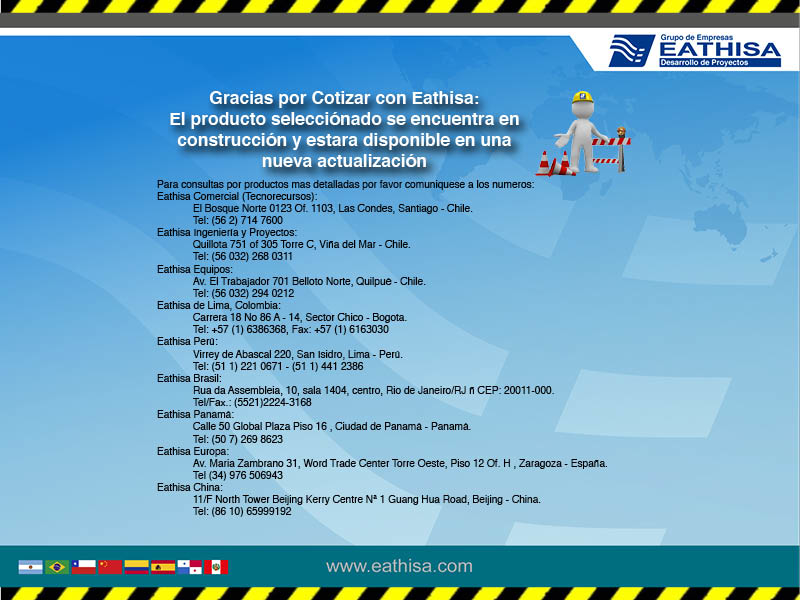 Grupo de Empresas
EATHISA
Desarrollo de Proyectos
Gracias por Cotizar con Eathisa:
El producto selecciónado se encuentra en
construcción y estara disponible en una
nueva actualización
Para consultas por productos mas detalladas por favor comuniquese a los numeros:
Eathisa Comercial (Tecnorecursos):
El Bosque Norte 0123 Of. 1103, Las Condes, Santiago - Chile.
Tel: (56 2) 714 7600
Eathisa Ingeniería y Proyectos:
Quillota 751 of 305 Torre C, Viña del Mar - Chile.
Tel: (56 032) 268 0311
Eathisa Equipos:
Av. El Trabajador 701 Belloto Norte, Quilpué - Chile.
Tel: (56 032) 294 0212
Eathisa de Lima, Colombia:
Carrera 18 No 86 A - 14, Sector Chico - Bogota.
Tel: +57 (1) 6386368, Fax: +57 (1) 6163030
Eathisa Perú:
Virrey de Abascal 220, San Isidro, Lima - Perú.
Tel: (51 1) 221 0671 - (51 1) 441 2386
Eathisa Brasil:
Rua da Assembleia, 10, sala 1404, centro, Rio de Janeiro/RJ ñ CEP: 20011-000.
Tel/Fax.: (5521)2224-3168
Eathisa Panamá:
Calle 50 Global Plaza Piso 16 , Ciudad de Panamá - Panamá.
Tel: (50 7) 269 8623
Eathisa Europa:
Av. María Zambrano 31, Word Trade Center Torre Oeste, Piso 12 Of. H , Zaragoza - España.
Tel (34) 976 506943
Eathisa China:
11/F North Tower Beijing Kerry Centre Nª 1 Guang Hua Road, Beijing - China.
Tel: (86 10) 65999192
www.eathisa.com